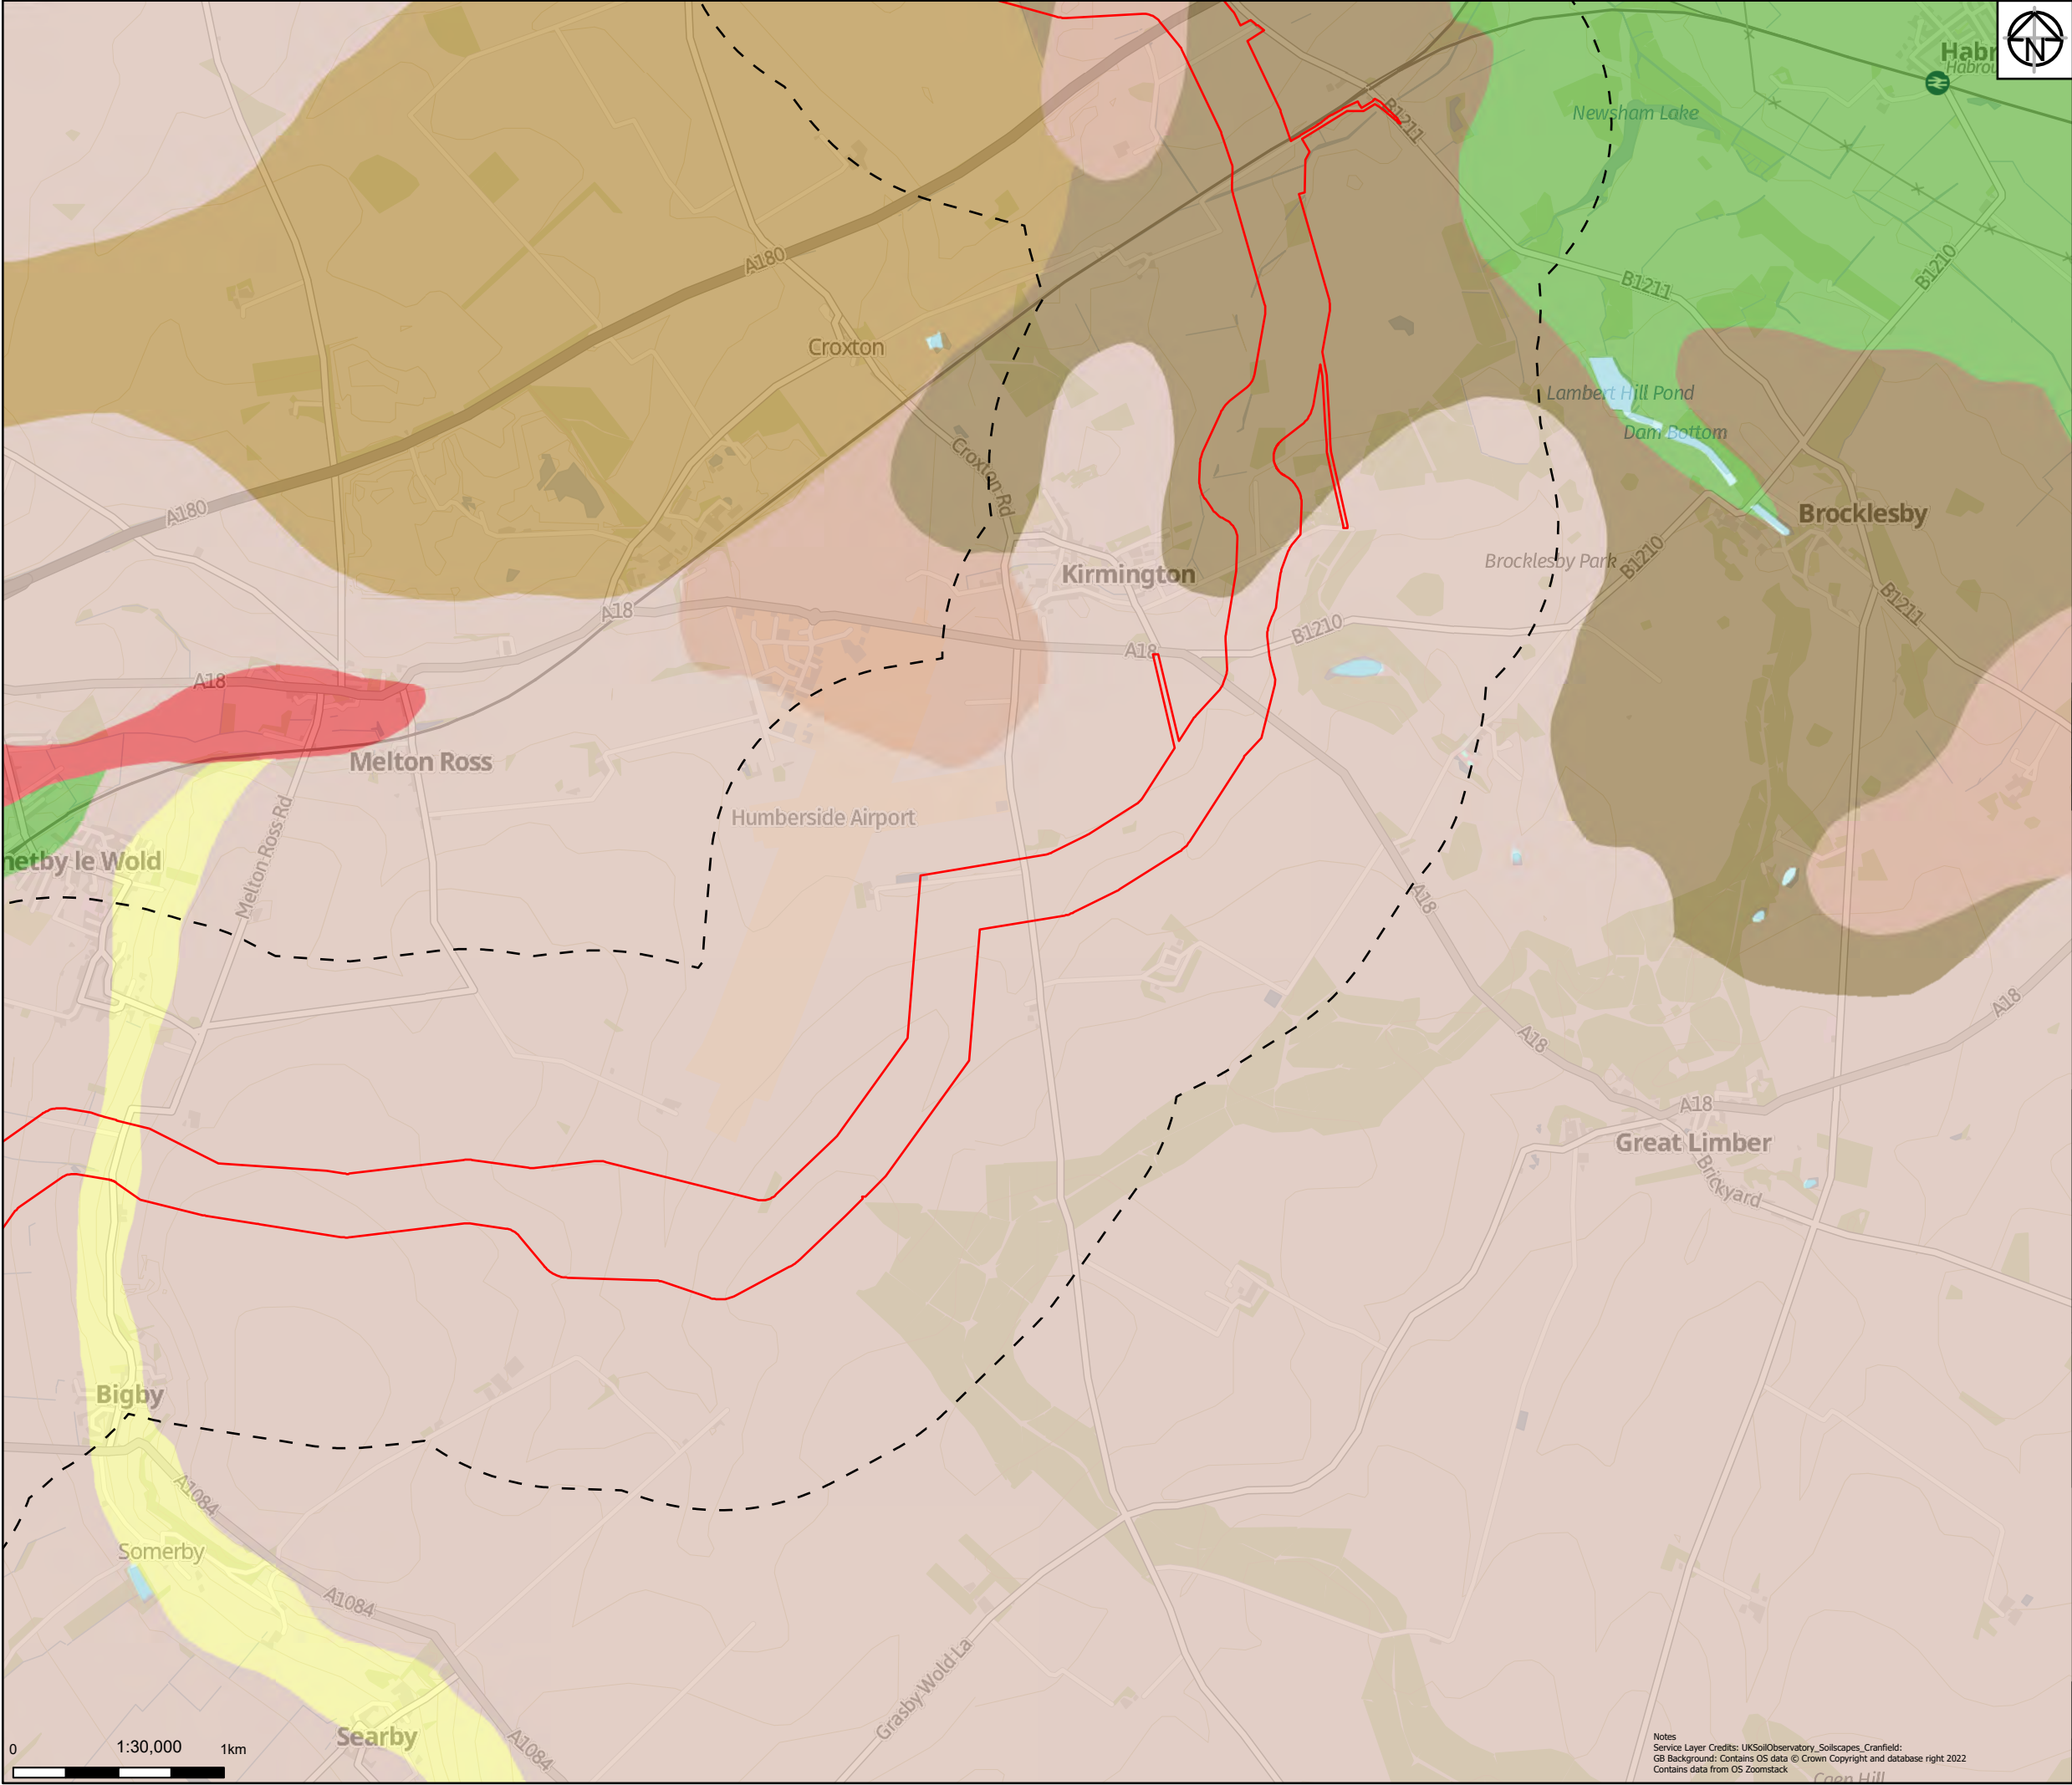 N
Habr
Habrou
Newsham Lake
B1211
A180
B1210
B1211
Croxton
Lambert Hill Pond
Dam Bottom
Croxton Rd
A180
Brocklesby
Brocklesby Park
B1210
Kirmington
A18
B1210
B1211
A18
A18
Melton Ross
Humberside Airport
netby le Wold
Melton Ross Rd
A18
A18
A18
A18
Great Limber
Brickyard
Bigby
A1084
Somerby
A1084
Grasby Wold La
Searby
A1084
0 1:30,000 1km
Notes
Service Layer Credits: UKSoilObservatory_Soilscapes_Cranfield:
GB Background: Contains OS data © Crown Copyright and database right 2022
Contains data from OS Zoomstack